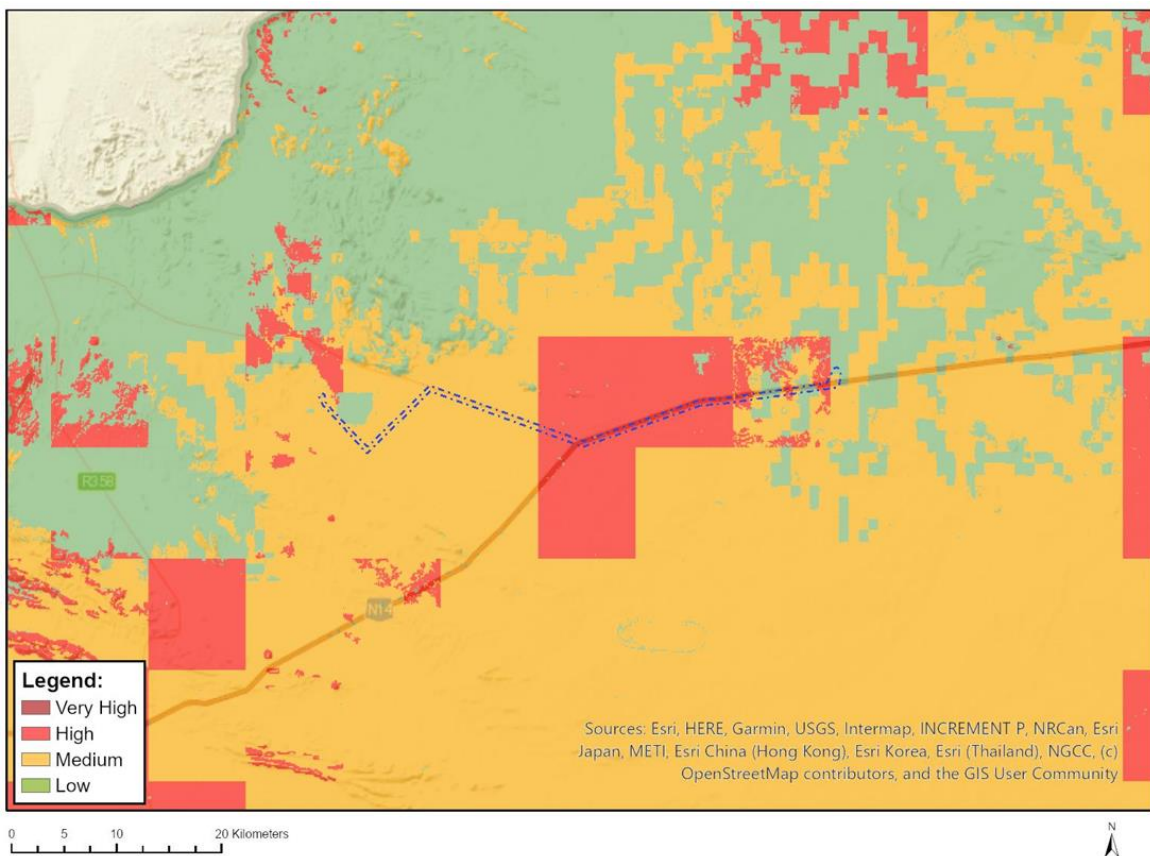 R358
N14
Legend:
Very High
High
Medium
Low
Sources: Esri, HERE, Garmin, USGS, Intermap, INCREMENT P, NRCan, Esri
Japan, METI, Esri China (Hong Kong), Esri Korea, Esri (Thailand), NGCC, (c)
OpenStreetMap contributors, and the GIS User Community
0 5 10 20 Kilometers
N